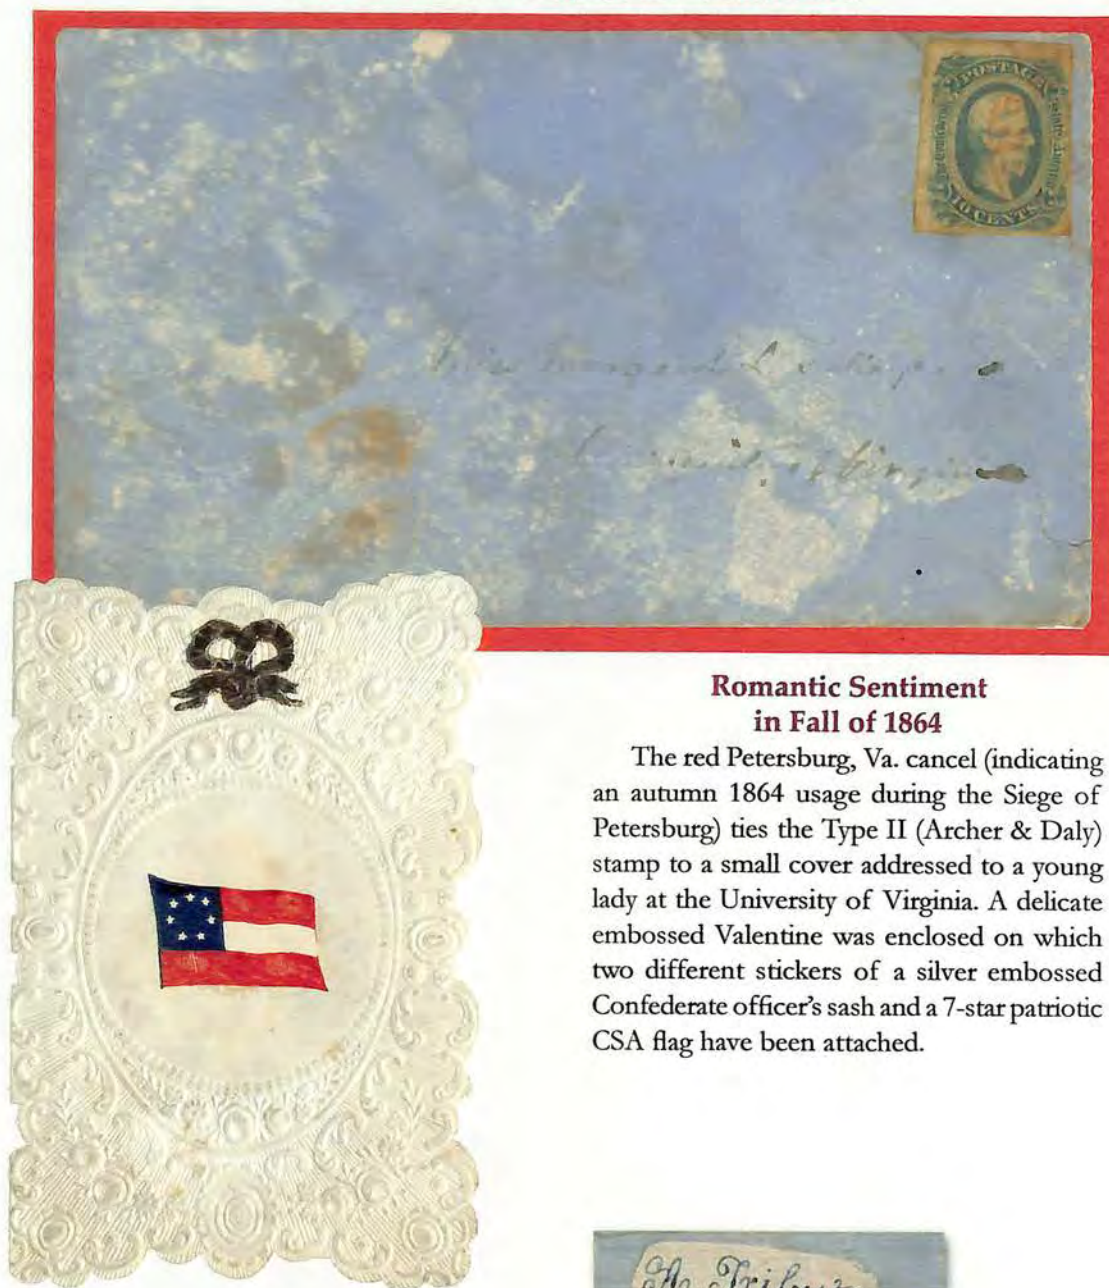 POSTAGE
10 CENTS
Romantic Sentiment
in Fall of 1864
The red Petersburg, Va. cancel (indicating
an autumn 1864 usage during the Siege of
Petersburg) ties the Type II (Archer & Daly)
stamp to a small cover addressed to a young
lady at the University of Virginia. A delicate
embossed Valentine was enclosed on which
two different stickers of a silver embossed
Confederate officer's sash and a 7-star patriotic
CSA flag have been attached.
A